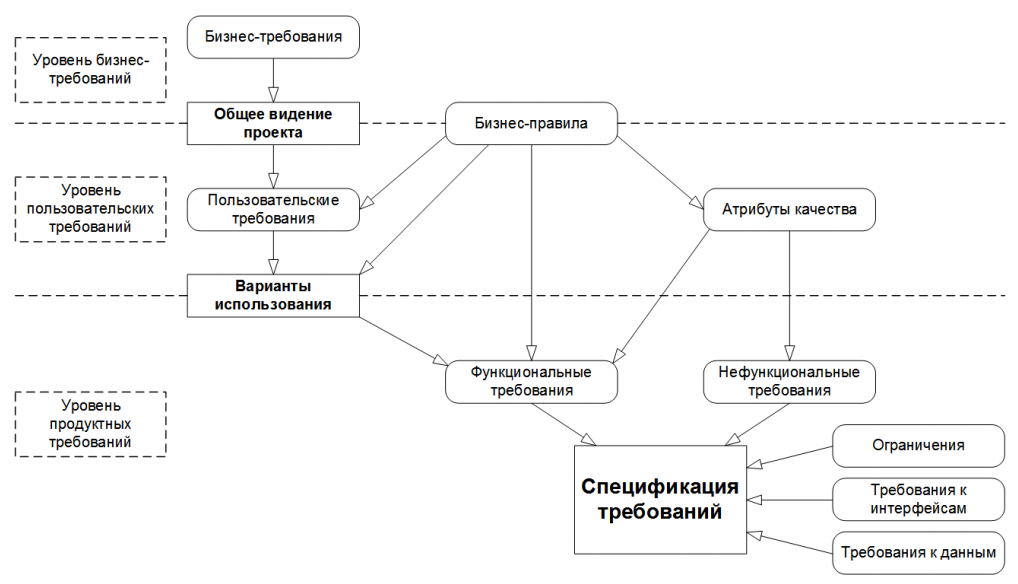 Бизнес-требования
Уровень бизнес-
требований
Общее видение
проекта
Бизнес-правила
Уровень
пользовательских
требований
Пользовательские
требования
Атрибуты качества
Варианты
использования
Функциональные
требования
Нефункциональные
требования
Уровень
продуктных
требований
Ограничения
Спецификация
требований
Требования к
интерфейсам
Требования к данным